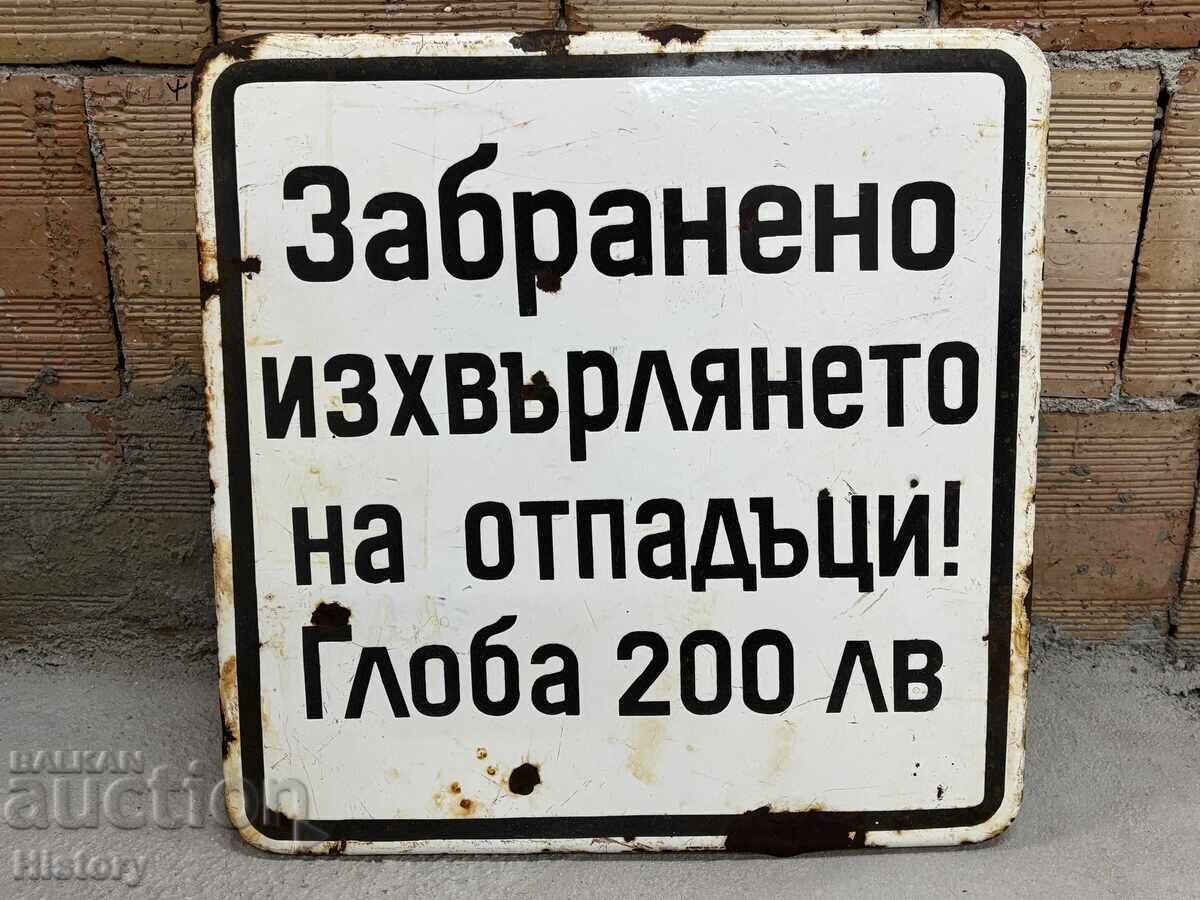 Забранено
изхвърлянето
на отпадъци!
Глоба 200 лв
BALKAN
auction
History